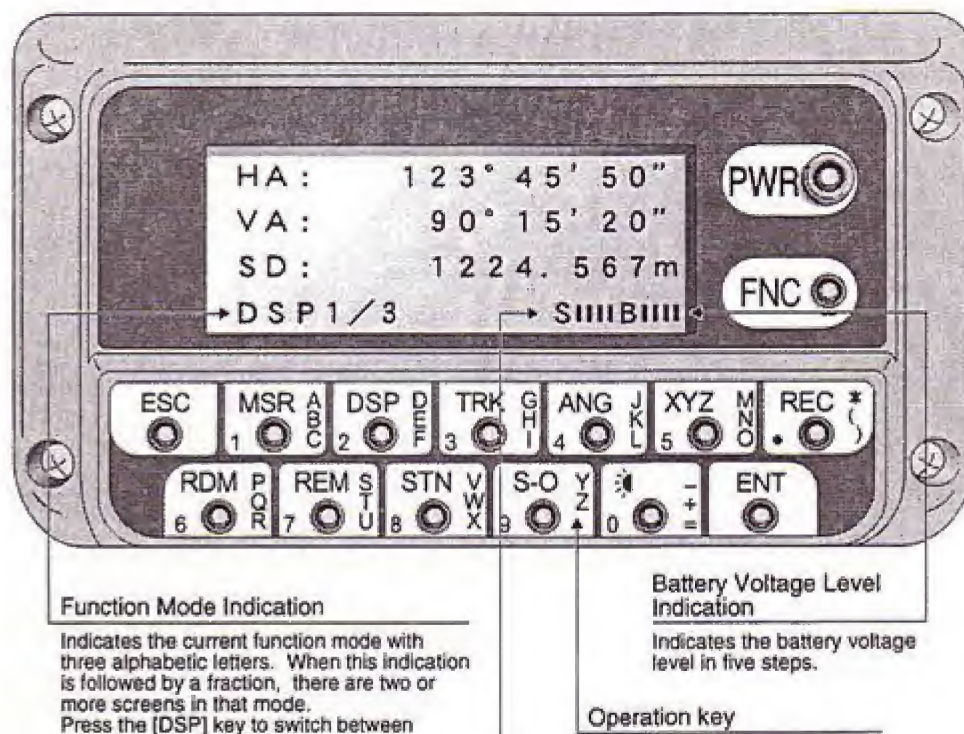 HA: 123° 45' 50"
VA: 90° 15' 20"
SD: 1224. 567m
DSP1/3 SIIIIBIIII
PWR
FNC
ESC MSR ABC 1 DSP DEF 2 TRK GHI 3 ANG JKL 4 XYZ MNO 5 REC * ( ) .
RDM PQR 6 REM STU 7 STN VWX 8 S-O YZ 9 0 - + = ENT
Function Mode Indication
Indicates the current function mode with
three alphabetic letters. When this indication
is followed by a fraction, there are two or
more screens in that mode.
Press the [DSP] key to switch between
Battery Voltage Level
Indication
Indicates the battery voltage
level in five steps.
Operation key